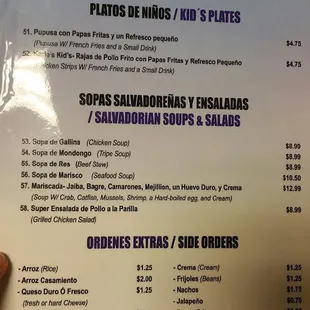 PLATOS DE NIÑOS / KID´S PLATES
51. Pupusa con Papas Fritas y un Refresco pequeño
(Pupusa W/ French Fries and a Small Drink) $4.75
52. Kid's- Rajas de Pollo Frito con Papas Fritas y Refresco Pequeño $4.75
Chicken Strips W/ French Fries and a Small Drink)
SOPAS SALVADOREÑAS Y ENSALADAS
/ SALVADORIAN SOUPS & SALADS
53. Sopa de Gallina (Chicken Soup) $8.99
54. Sopa de Mondongo (Tripe Soup) $8.99
55. Sopa de Res (Beef Stew) $8.99
56. Sopa de Marisco (Seafood Soup) $10.50
57. Mariscada- Jaiba, Bagre, Camarones, Mejillion, un Huevo Duro, y Crema $12.99
(Soup W/ Crab, Catfish, Mussels, Shrimp, a Hard-boiled egg, and Cream)
58. Super Ensalada de Pollo a la Parilla $8.99
(Grilled Chicken Salad)
ORDENES EXTRAS / SIDE ORDERS
- Arroz (Rice) $1.25
- Arroz Casamiento $2.00
- Queso Duro Ó Fresco $1.25
(fresh or hard Cheese)
- Crema (Cream) $1.25
- Frijoles (Beans) $1.25
- Nachos $1.75
- Jalapeño $0.75